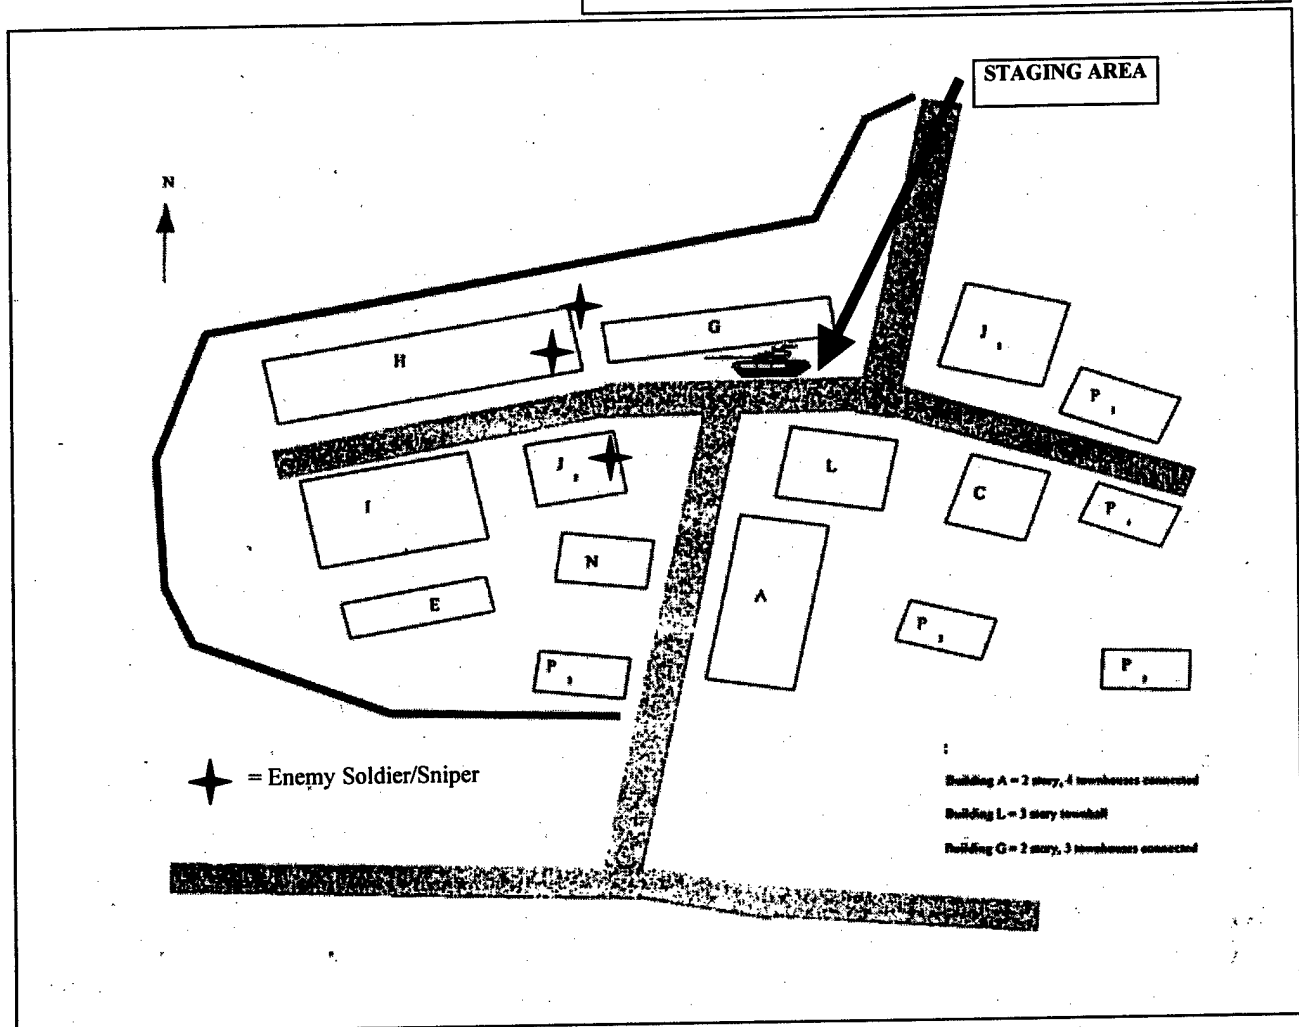 STAGING AREA
N
G
H
J
P
J
L
C
P
I
N
E
A
P
P
P
= Enemy Soldier/Sniper
:
Building A = 2 story, 4 townhouses connected
Building L = 3 story townhall
Building G = 2 story, 3 townhouses connected